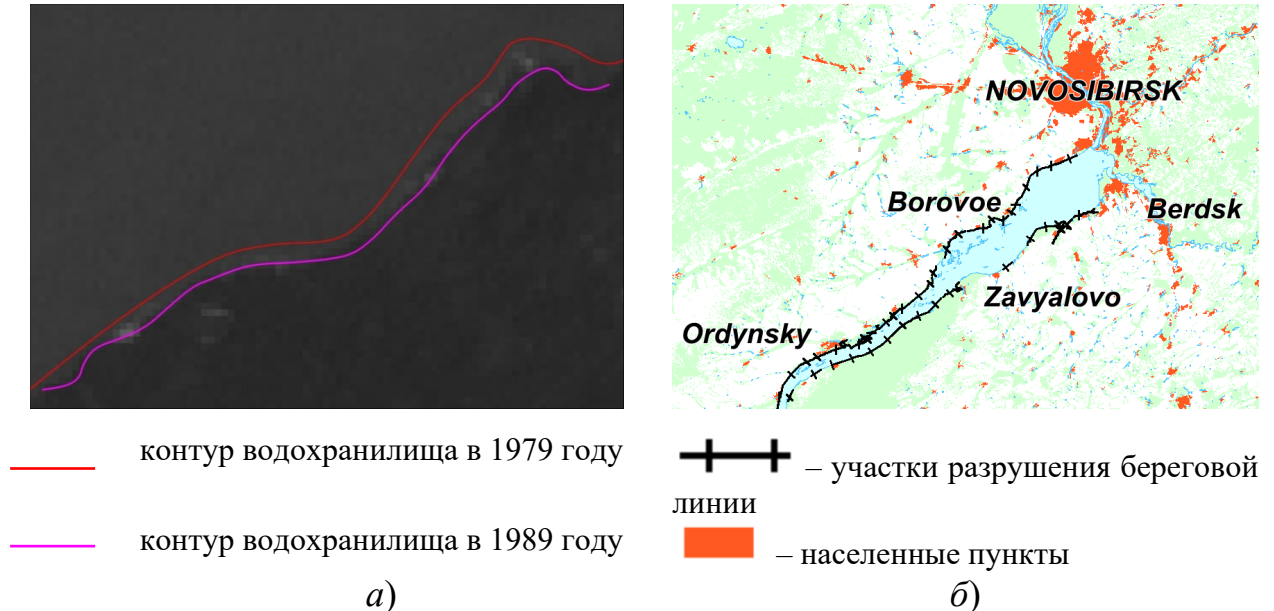 NOVOSIBIRSK
Borovoe
Berdsk
Zavyalovo
Ordynsky
контур водохранилища в 1979 году
контур водохранилища в 1989 году
а)
– участки разрушения береговой
линии
– населенные пункты
б)